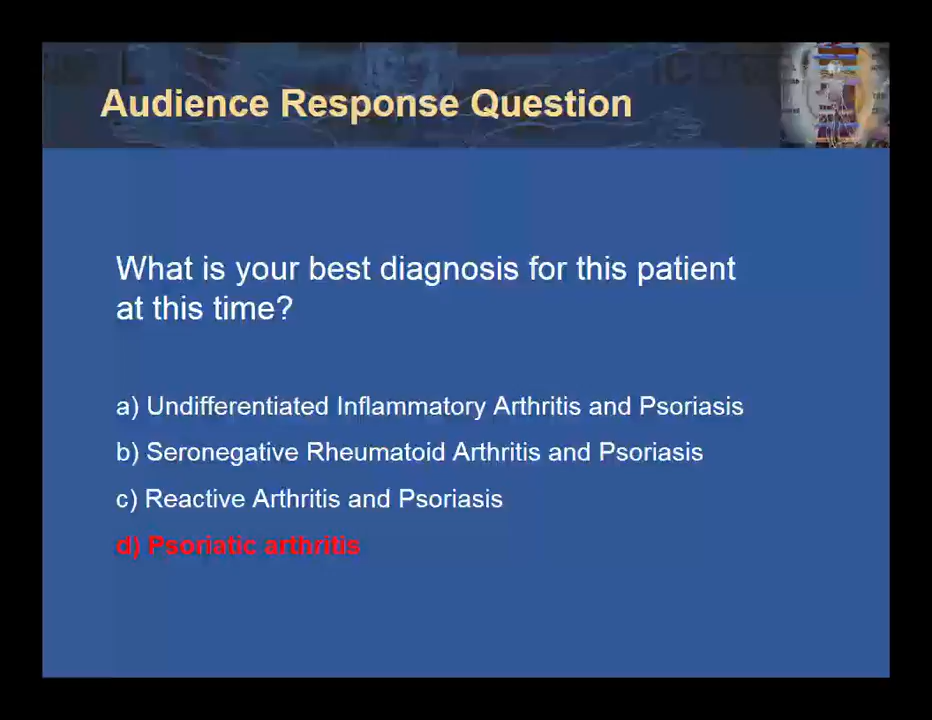 Audience Response Question
What is your best diagnosis for this patient
at this time?
a) Undifferentiated Inflammatory Arthritis and Psoriasis
b) Seronegative Rheumatoid Arthritis and Psoriasis
c) Reactive Arthritis and Psoriasis
d) Psoriatic arthritis